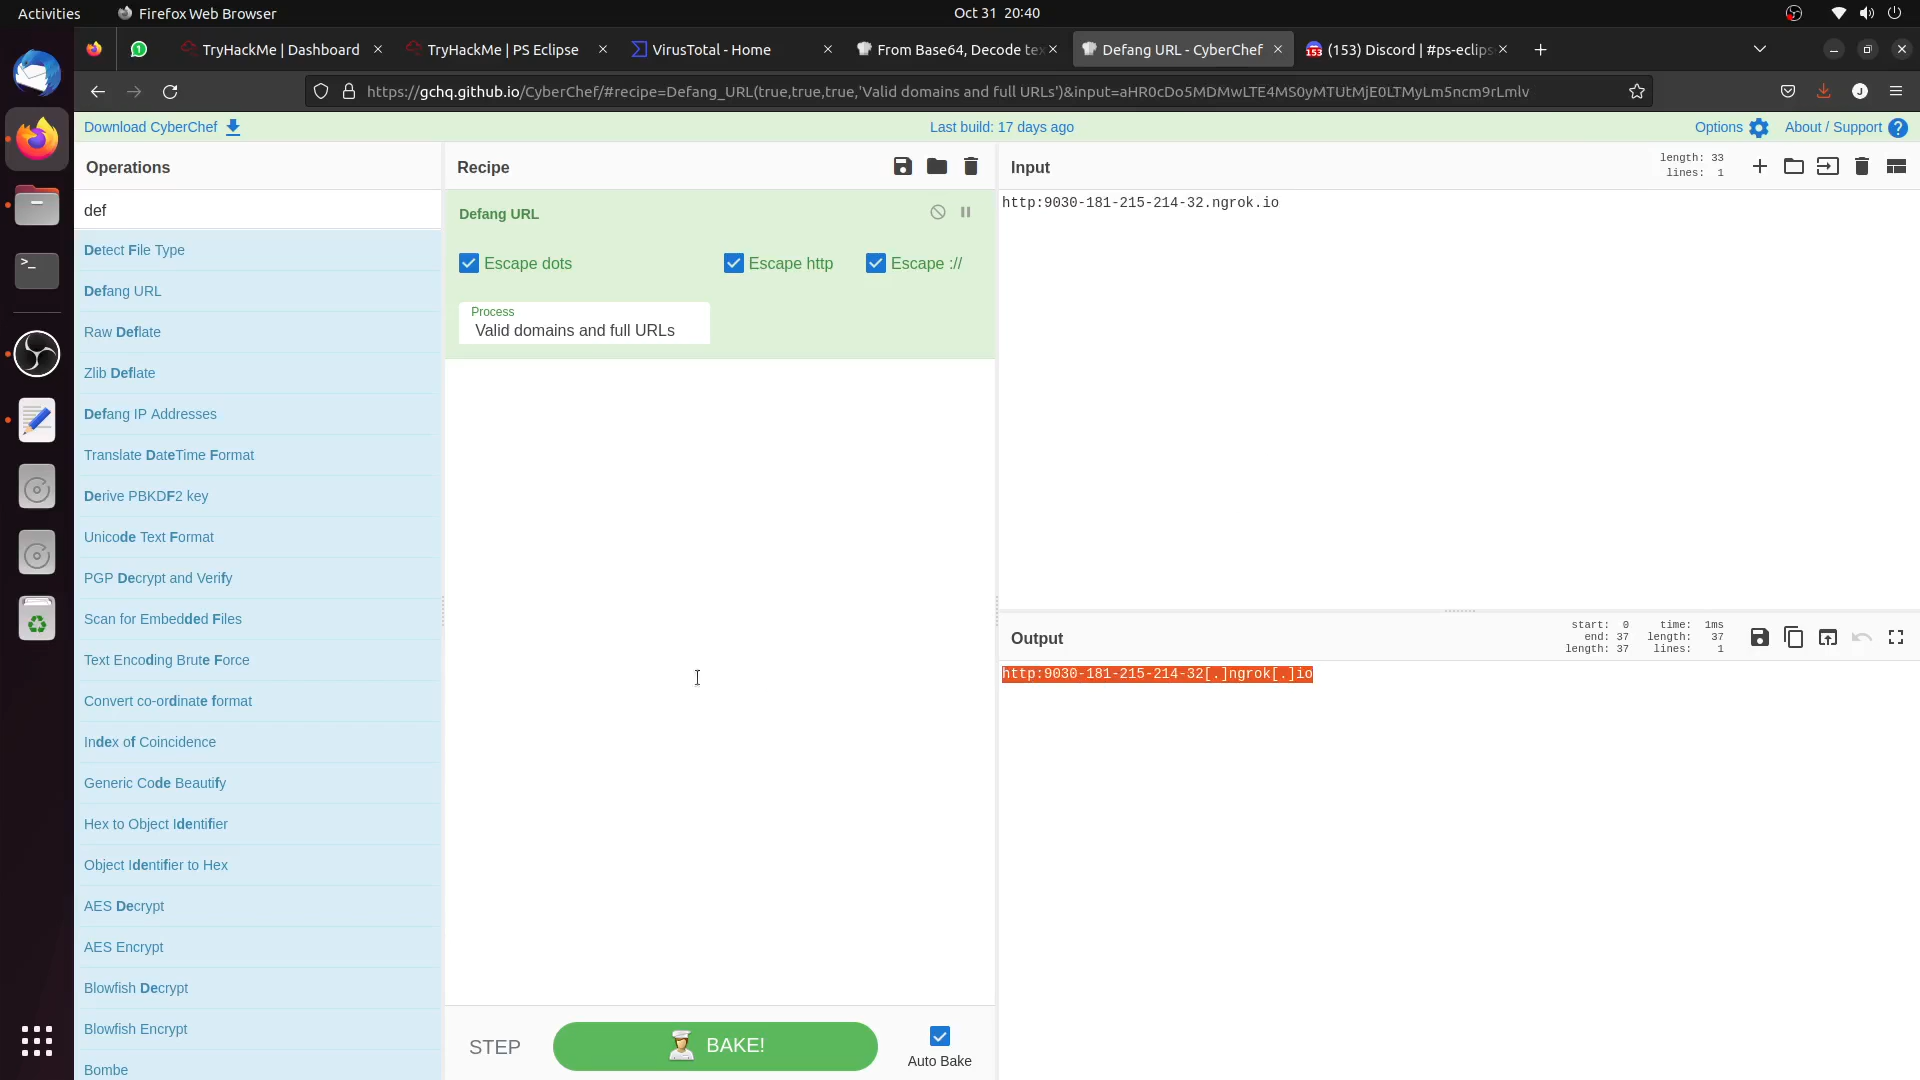 Activities
Firefox Web Browser
Oct 31 20:40
TryHackMe | Dashboard
TryHackMe | PS Eclipse
VirusTotal - Home
From Base64, Decode tex
Defang URL - CyberChef
(153) Discord | #ps-eclips
https://gchq.github.io/CyberChef/#recipe=Defang_URL(true,true,true,'Valid domains and full URLs')&input=aHR0cDo5MDMwLTE4MS0yMTUtMjE0LTMyLm5ncm9rLmlv
J
Download CyberChef
Last build: 17 days ago
Options
About / Support
Operations
def
Detect File Type
Defang URL
Raw Deflate
Zlib Deflate
Defang IP Addresses
Translate DateTime Format
Derive PBKDF2 key
Unicode Text Format
PGP Decrypt and Verify
Scan for Embedded Files
Text Encoding Brute Force
Convert co-ordinate format
Index of Coincidence
Generic Code Beautify
Hex to Object Identifier
Object Identifier to Hex
AES Decrypt
AES Encrypt
Blowfish Decrypt
Blowfish Encrypt
Bombe
Recipe
Defang URL
Escape dots
Escape http
Escape ://
Process
Valid domains and full URLs
STEP
BAKE!
Auto Bake
Input
length: 33
lines: 1
http:9030-181-215-214-32.ngrok.io
Output
start: 0 time: 1ms
end: 37 length: 37
length: 37 lines: 1
http:9030-181-215-214-32[.]ngrok[.]io